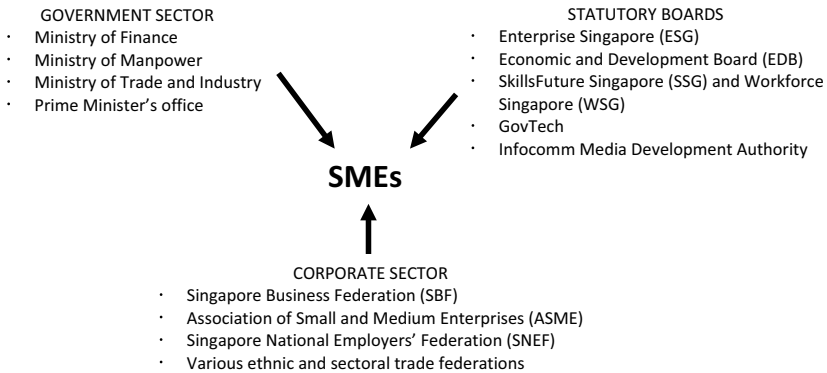 GOVERNMENT SECTOR
· Ministry of Finance
· Ministry of Manpower
· Ministry of Trade and Industry
· Prime Minister’s office
STATUTORY BOARDS
· Enterprise Singapore (ESG)
· Economic and Development Board (EDB)
· SkillsFuture Singapore (SSG) and Workforce
Singapore (WSG)
· GovTech
· Infocomm Media Development Authority
SMEs
CORPORATE SECTOR
· Singapore Business Federation (SBF)
· Association of Small and Medium Enterprises (ASME)
· Singapore National Employers’ Federation (SNEF)
· Various ethnic and sectoral trade federations